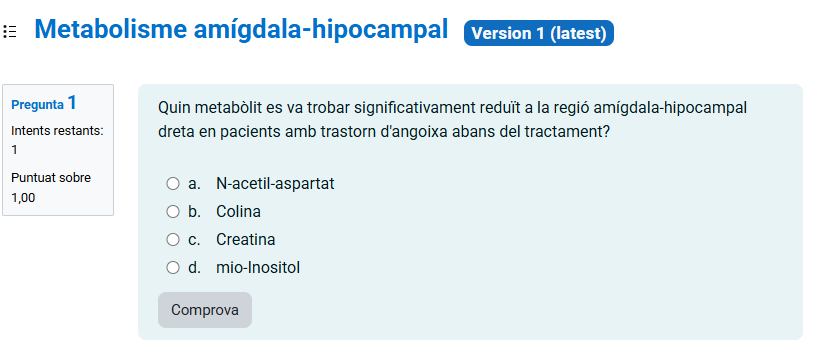 Metabolisme amígdala-hipocampal Version 1 (latest)
Pregunta 1
Intents restants:
1
Puntuat sobre
1,00
Quin metabòlit es va trobar significativament reduït a la regió amígdala-hipocampal
dreta en pacients amb trastorn d'angoixa abans del tractament?
a. N-acetil-aspartat
b. Colina
c. Creatina
d. mio-Inositol
Comprova